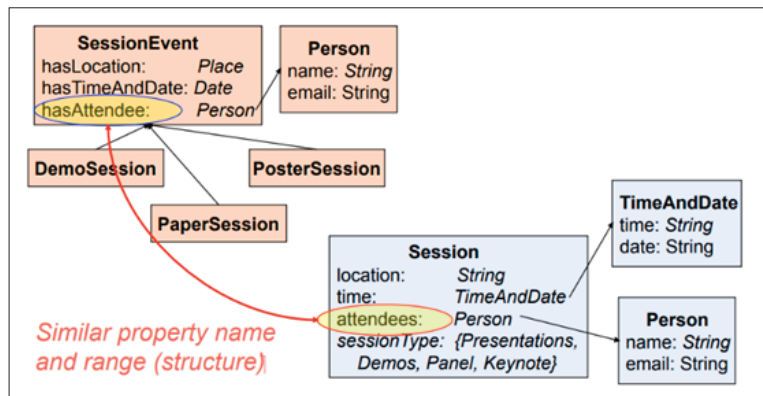 SessionEvent
hasLocation: Place
hasTimeAndDate: Date
hasAttendee: Person
Person
name: String
email: String
DemoSession
PosterSession
PaperSession
TimeAndDate
time: String
date: String
Session
location: String
time: TimeAndDate
attendees: Person
sessionType: {Presentations,
Demos, Panel, Keynote}
Person
name: String
email: String
Similar property name
and range (structure)